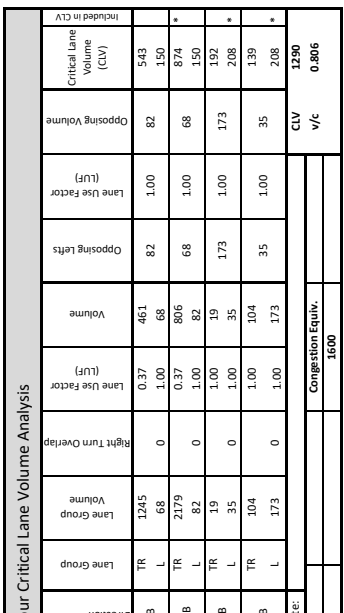 ur Critical Lane Volume Analysis
Lane Group
Lane Group
Volume
Right Turn Overlap
Lane Use Factor
(LUF)
Volume
Opposing Lefts
Lane Use Factor
(LUF)
Opposing Volume
Critical Lane
Volume
(CLV)
Included in CLV
TR 1245 0.37 461 543
B 0 82 1.00 82
L 68 1.00 68 150
TR 2179 0.37 806 874 *
B 0 68 1.00 68
L 82 1.00 82 150
TR 19 1.00 19 192
B 0 173 1.00 173
L 35 1.00 35 208 *
TR 104 1.00 104 139
B 0 35 1.00 35
L 173 1.00 173 208 *
Congestion Equiv. CLV 1290
1600 v/c 0.806